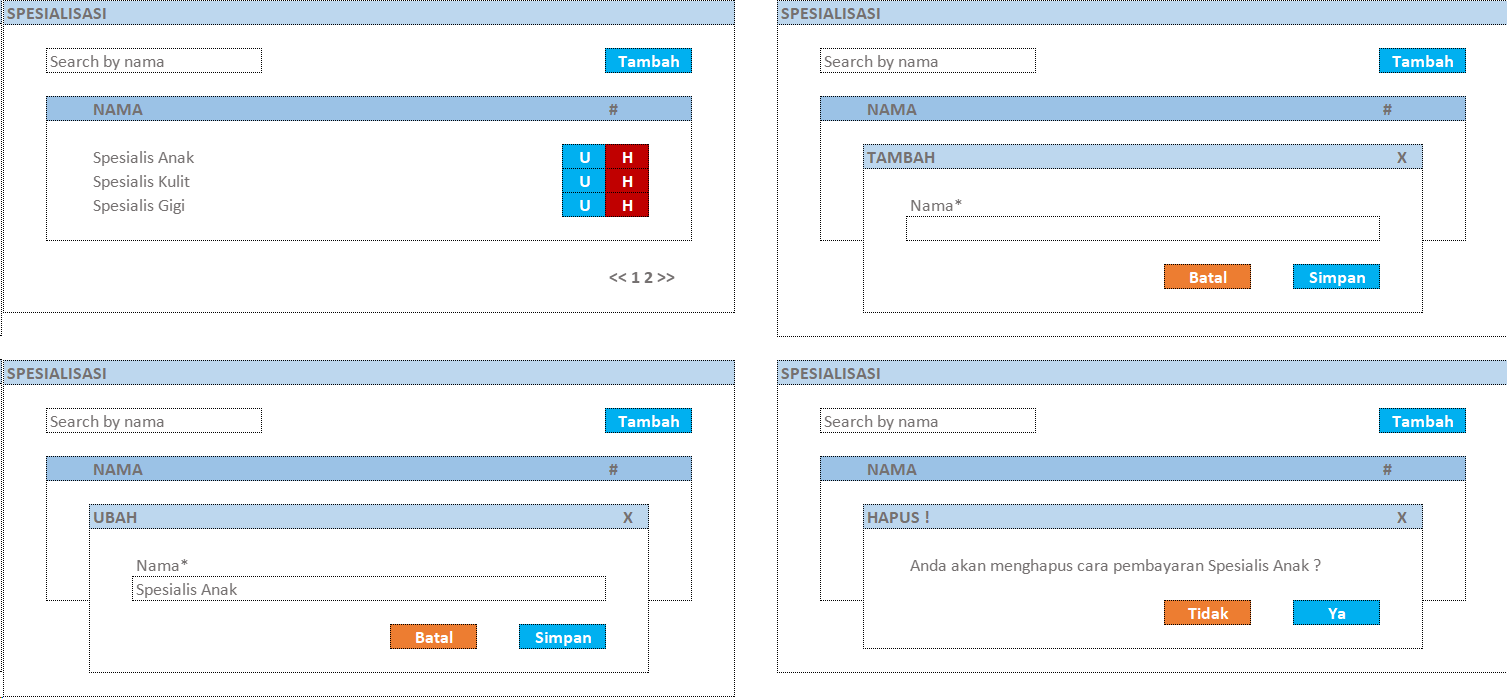 SPESIALISASI
Search by nama
Tambah
NAMA #
Spesialis Anak U H
Spesialis Kulit U H
Spesialis Gigi U H
<< 1 2 >>
SPESIALISASI
Search by nama
Tambah
NAMA #
TAMBAH X
Nama*
Batal Simpan
SPESIALISASI
Search by nama
Tambah
NAMA #
UBAH X
Nama*
Spesialis Anak
Batal Simpan
SPESIALISASI
Search by nama
Tambah
NAMA #
HAPUS ! X
Anda akan menghapus cara pembayaran Spesialis Anak ?
Tidak Ya